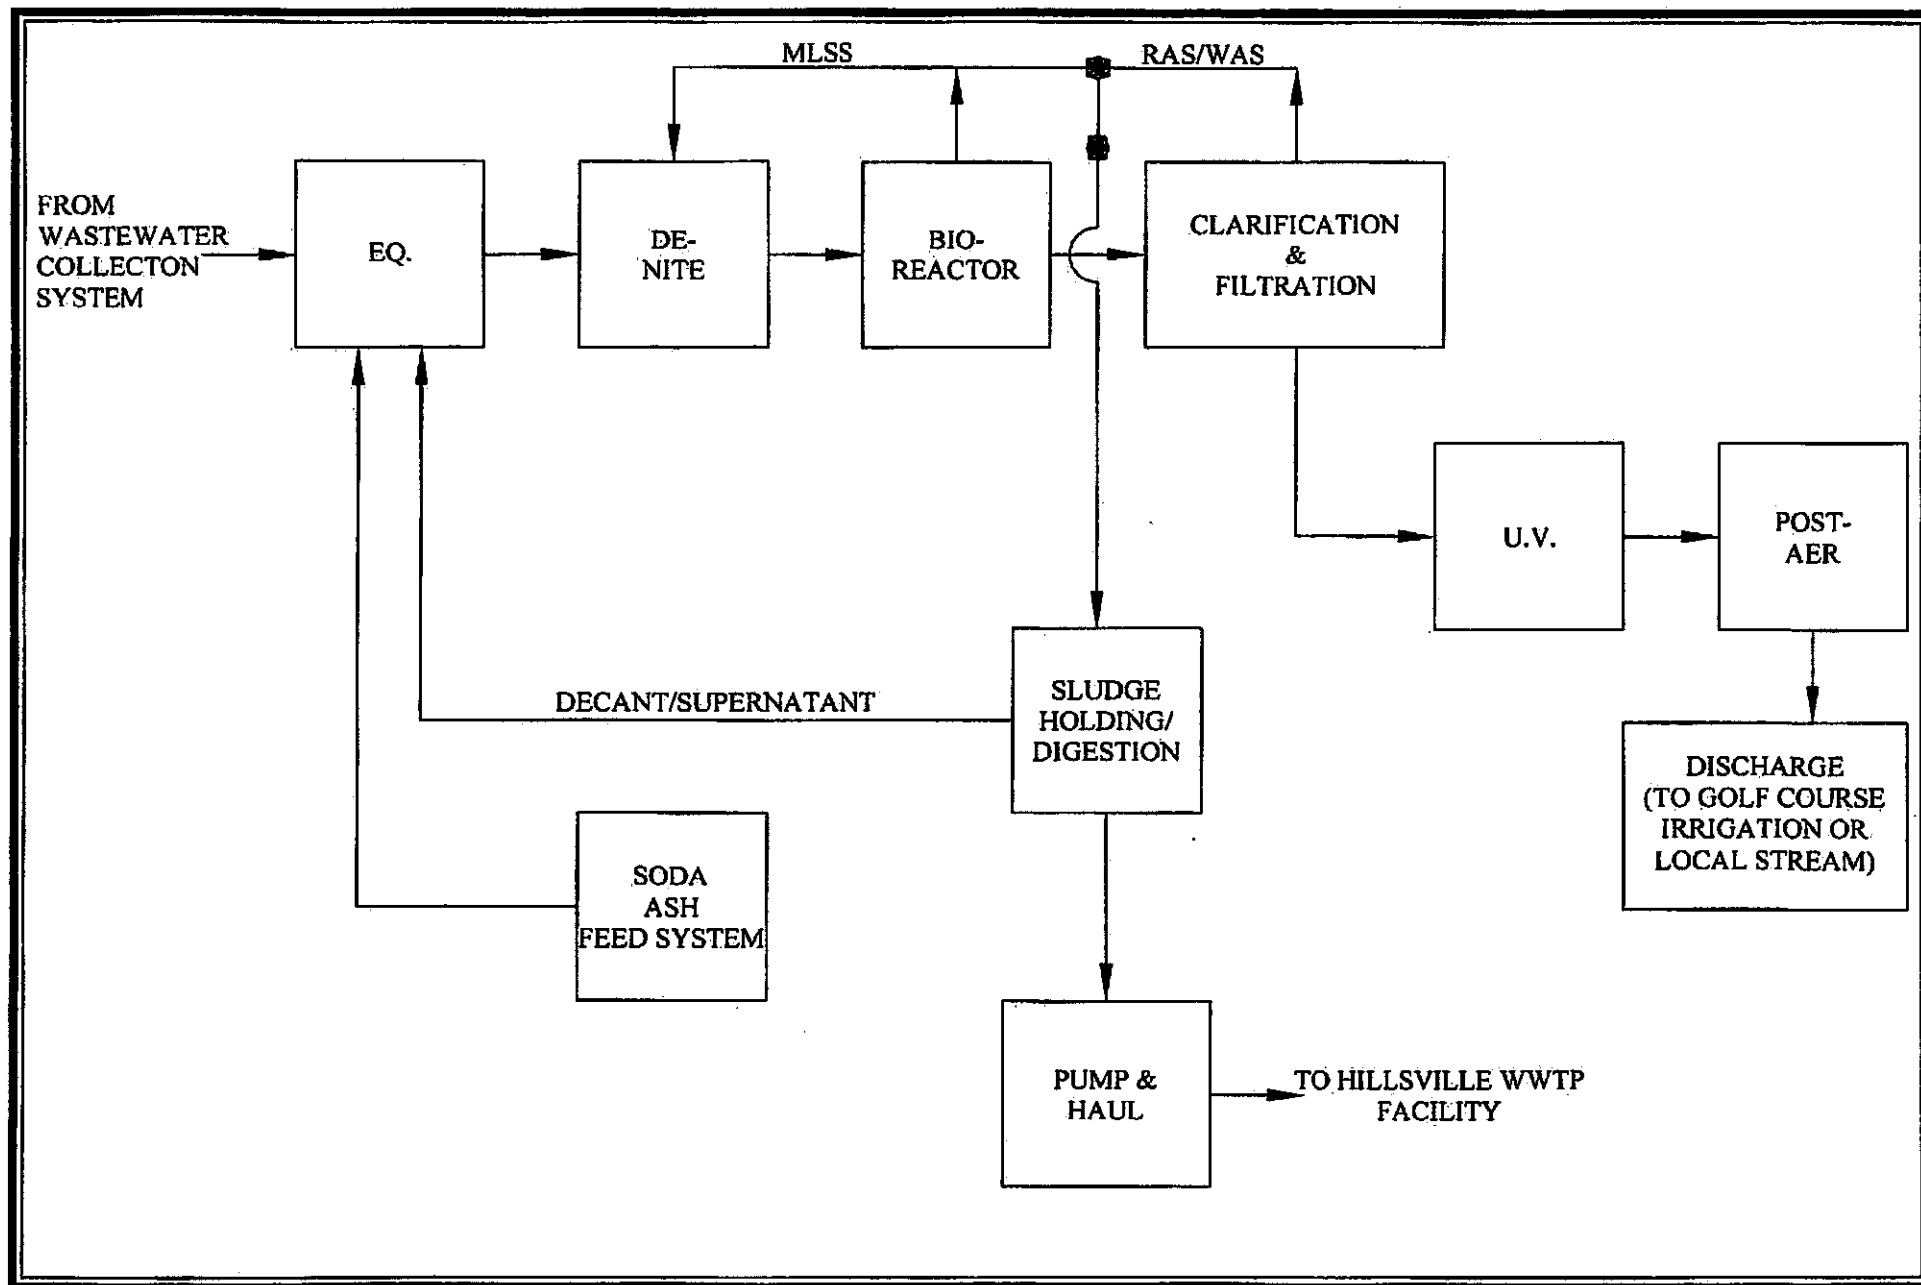 MLSS
RAS/WAS
FROM
WASTEWATER
COLLECTON
SYSTEM
EQ.
DE-
NITE
BIO-
REACTOR
CLARIFICATION
&
FILTRATION
U.V.
POST-
AER
DECANT/SUPERNATANT
SLUDGE
HOLDING/
DIGESTION
DISCHARGE
(TO GOLF COURSE
IRRIGATION OR
LOCAL STREAM)
SODA
ASH
FEED SYSTEM
PUMP &
HAUL
TO HILLSVILLE WWTP
FACILITY